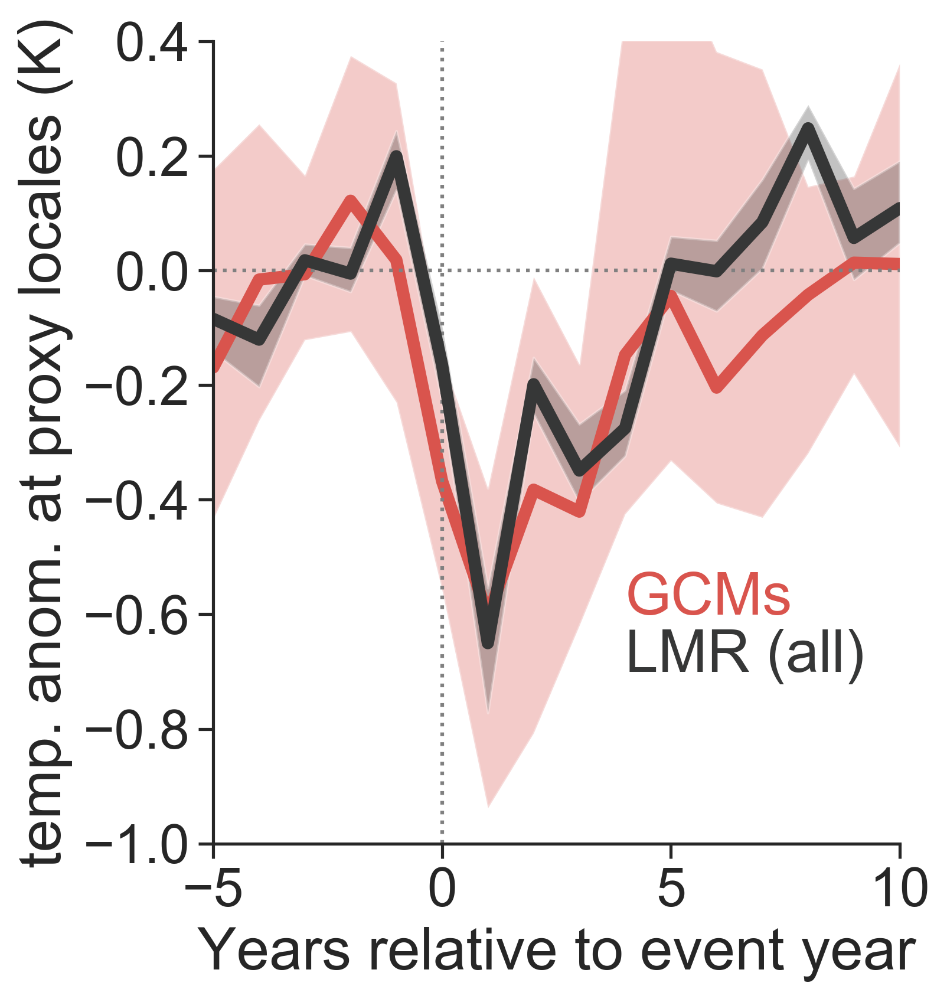 temp. anom. at proxy locales (K)
0.4
0.2
0.0
−0.2
−0.4
−0.6
−0.8
−1.0
GCMs
LMR (all)
−5 0 5 10
Years relative to event year